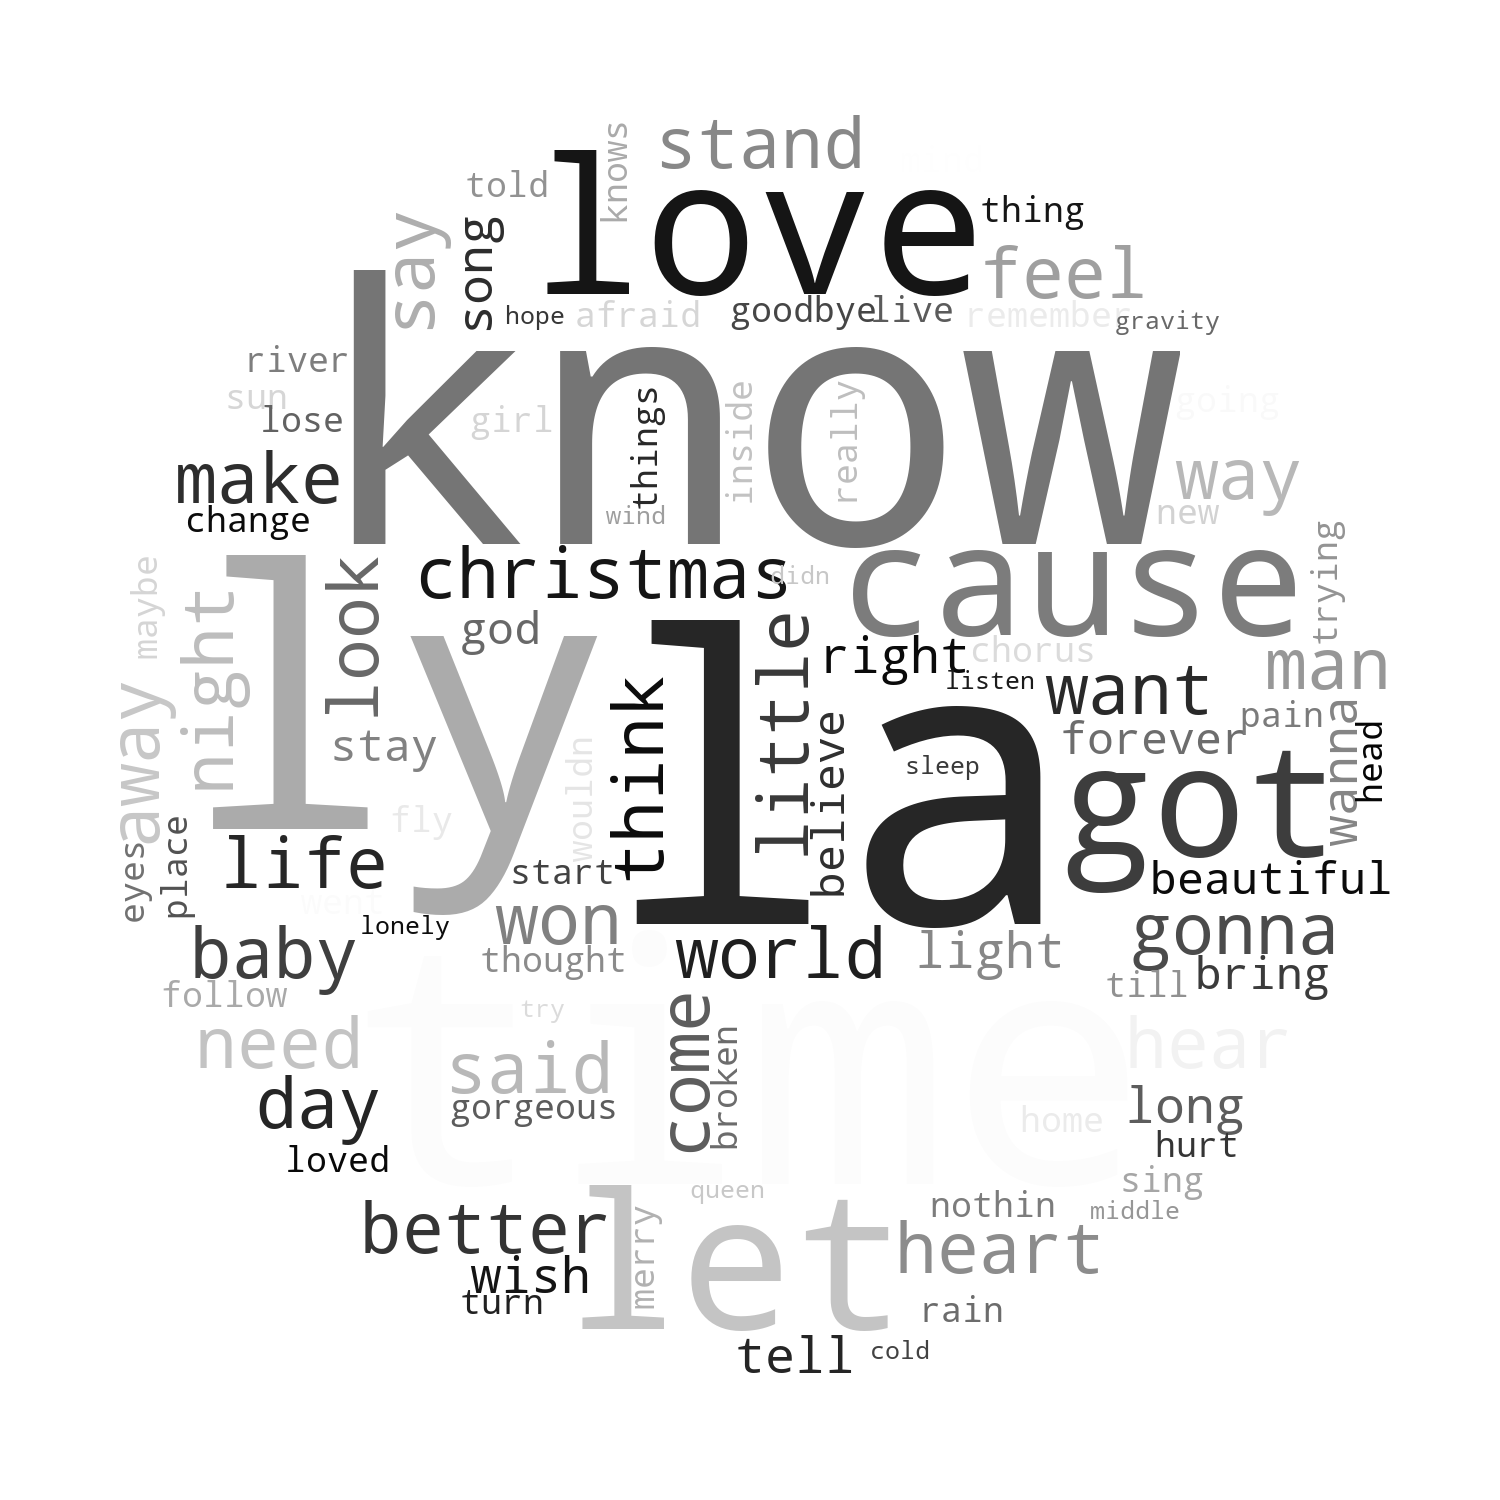 stand
told
knows
love
thing
say
song
feel
hope
afraid
goodbye
live
remember
gravity
know
river
sun
lose
girl
things
inside
really
going
make
change
wind
way
new
christmas
didn
cause
trying
maybe
night
look
god
ly
la
little
right
chorus
listen
man
want
away
stay
think
believe
forever
pain
wanna
head
sleep
got
fly
wouldn
eyes
place
life
start
beautiful
went
lonely
won
thought
baby
world
light
gonna
bring
till
follow
time
try
need
said
come
broken
hear
day
gorgeous
home
long
hurt
loved
sing
queen
nothin
middle
better
merry
let
heart
wish
turn
rain
tell
cold